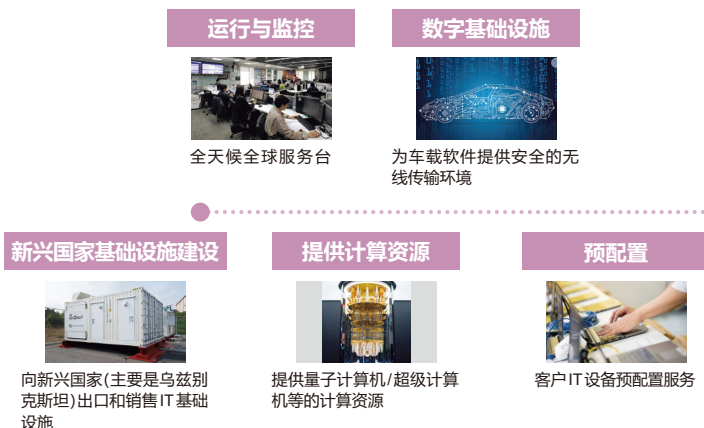 运行与监控
数字基础设施
全天候全球服务台
为车载软件提供安全的无
线传输环境
新兴国家基础设施建设
提供计算资源
预配置
向新兴国家(主要是乌兹别
克斯坦)出口和销售IT基础
设施
提供量子计算机/超级计算
机等的计算资源
客户IT设备预配置服务